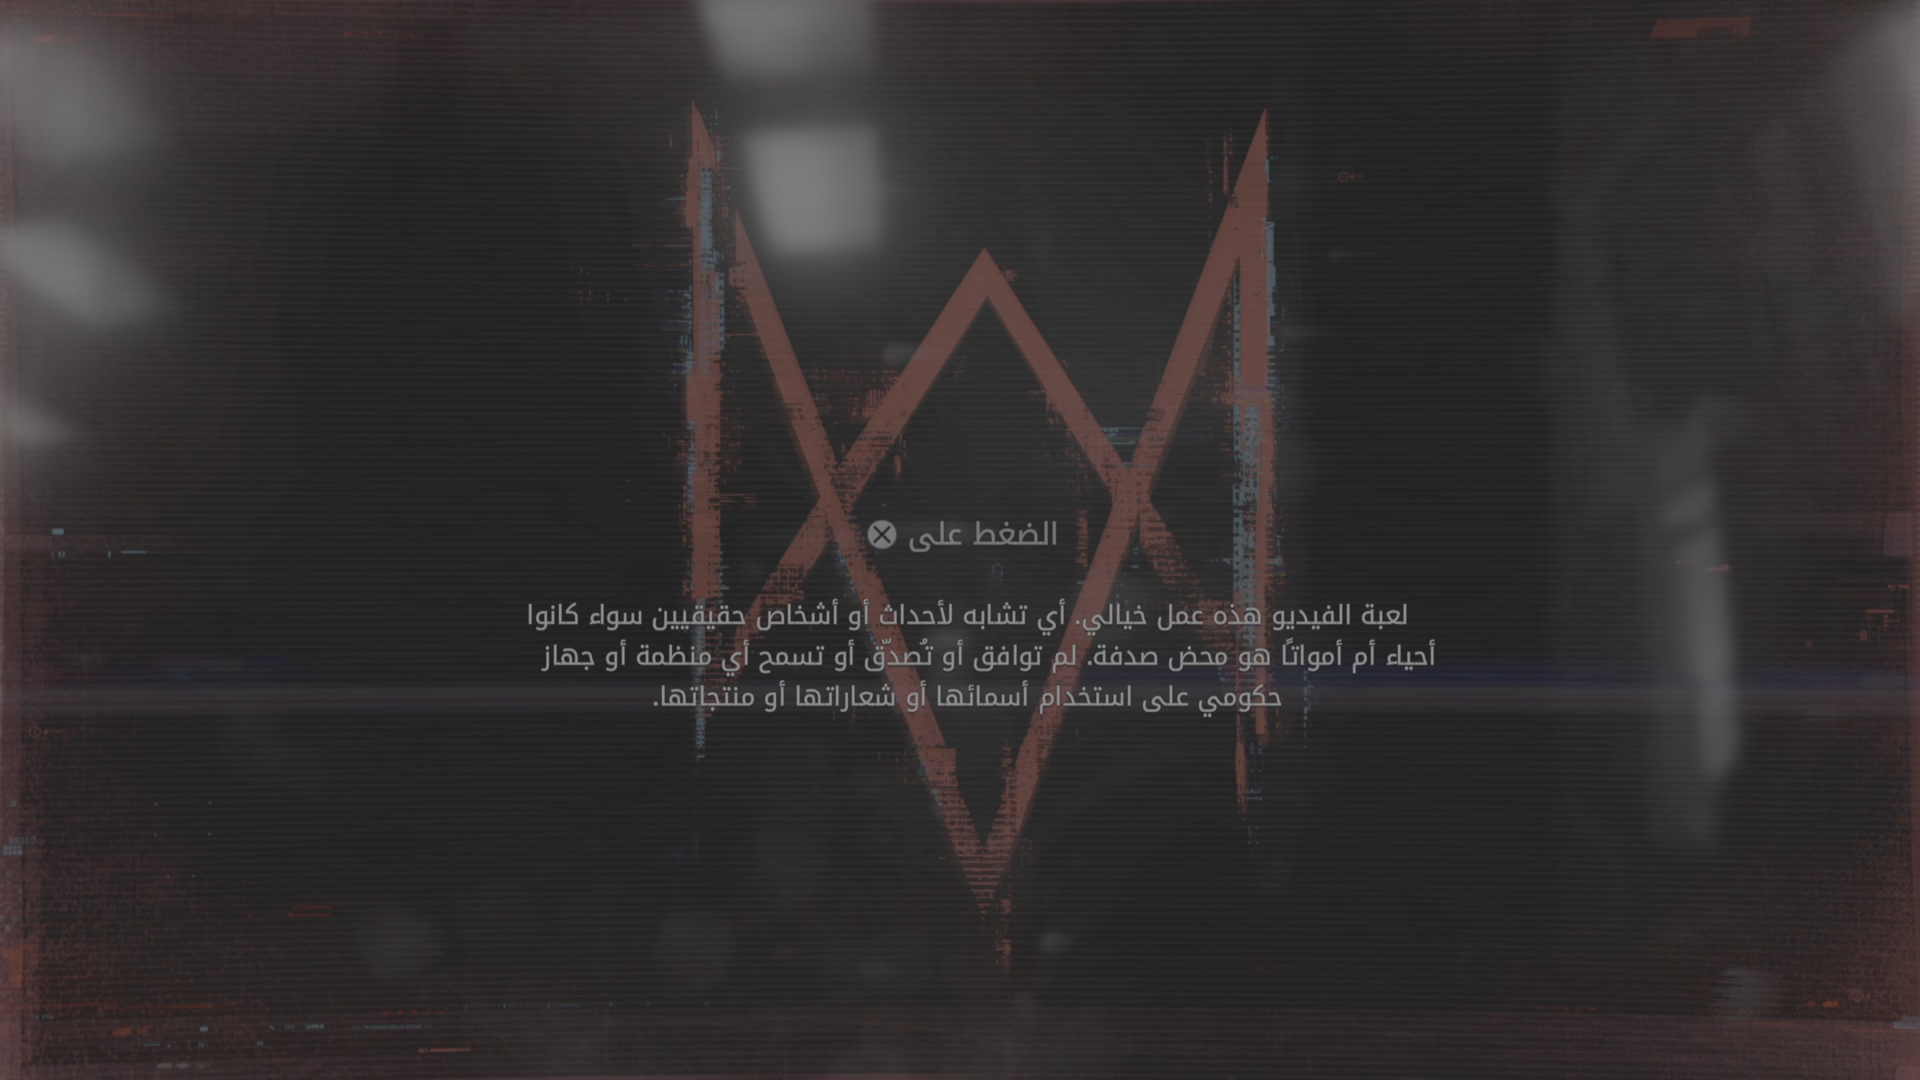 الضغط على
لعبة الفيديو هذه عمل خيالي. أي تشابه لأحداث أو أشخاص حقيقيين سواء كانوا
أحياء أم أمواتًا هو محض صدفة. لم توافق أو تُصدّق أو تسمح أي منظمة أو جهاز
حكومي على استخدام أسمائها أو شعاراتها أو منتجاتها.